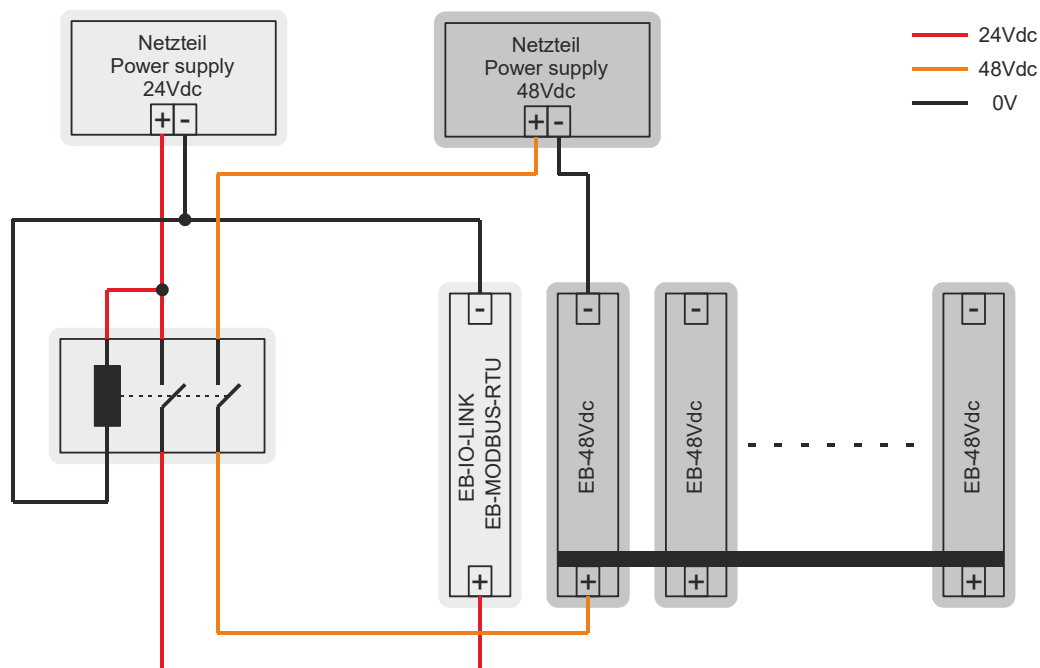 Netzteil
Power supply
24Vdc
+ -
Netzteil
Power supply
48Vdc
+ -
24Vdc
48Vdc
0V
-
EB-IO-LINK
EB-MODBUS-RTU
+
-
EB-48Vdc
+
-
EB-48Vdc
+
-
EB-48Vdc
+